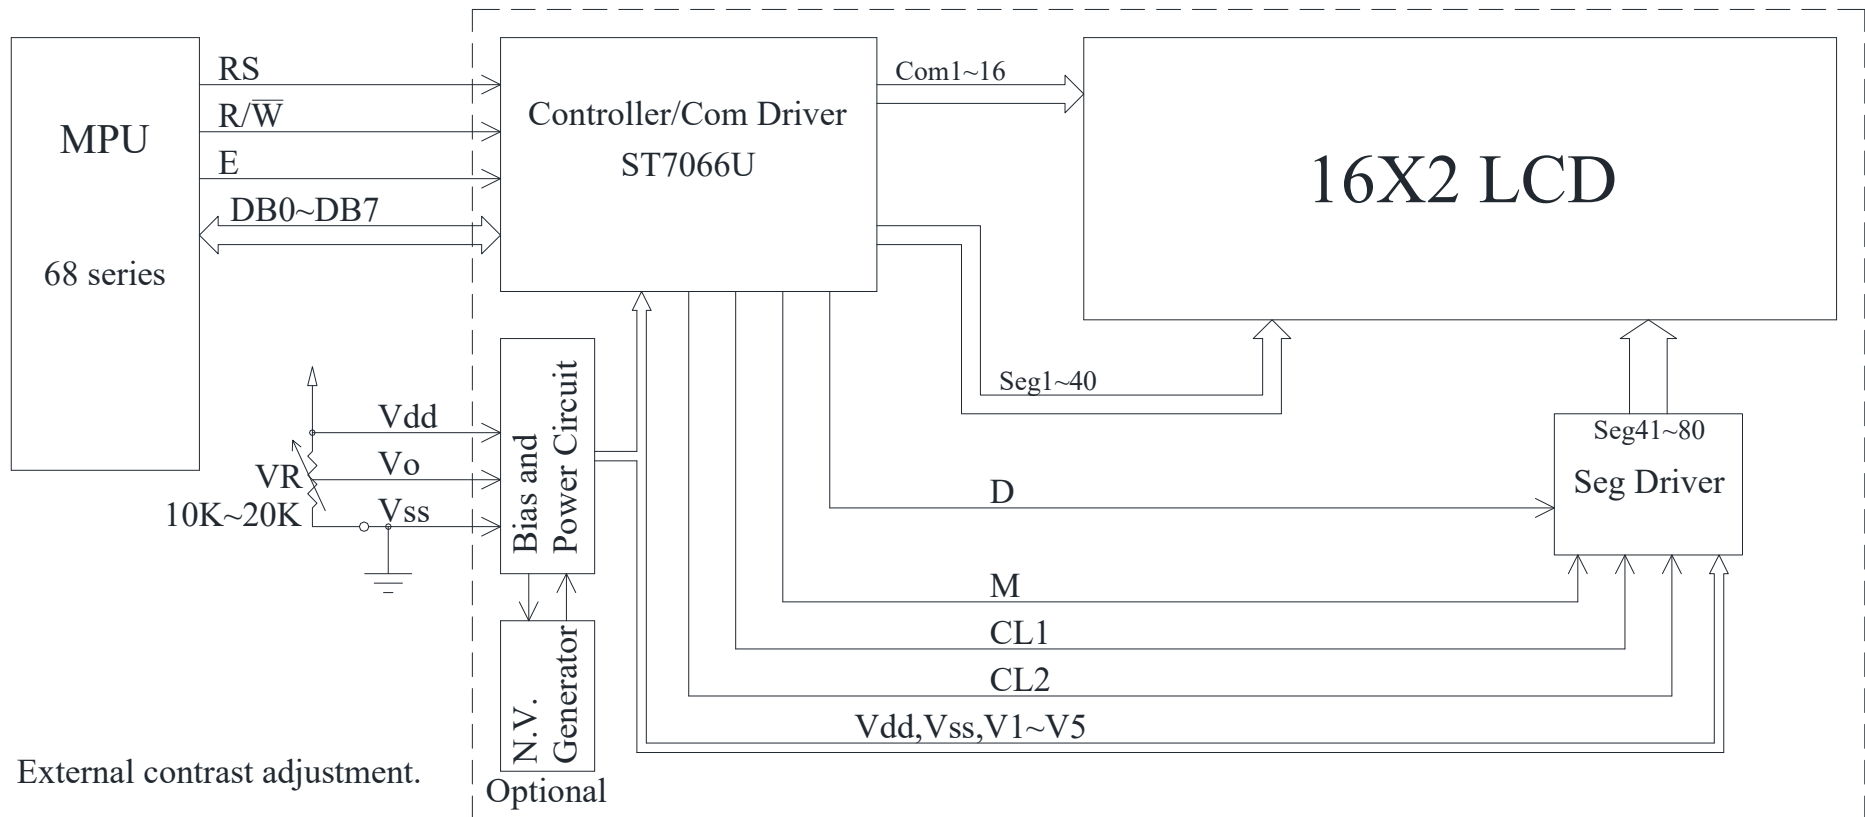 MPU
68 series
RS
R/W̅
E
DB0~DB7
Controller/Com Driver
ST7066U
Com1~16
16X2 LCD
Seg1~40
Seg41~80
Seg Driver
Vdd
Vo
Vss
VR
10K~20K
Bias and
Power Circuit
N.V.
Generator
Optional
D
M
CL1
CL2
Vdd,Vss,V1~V5
External contrast adjustment.